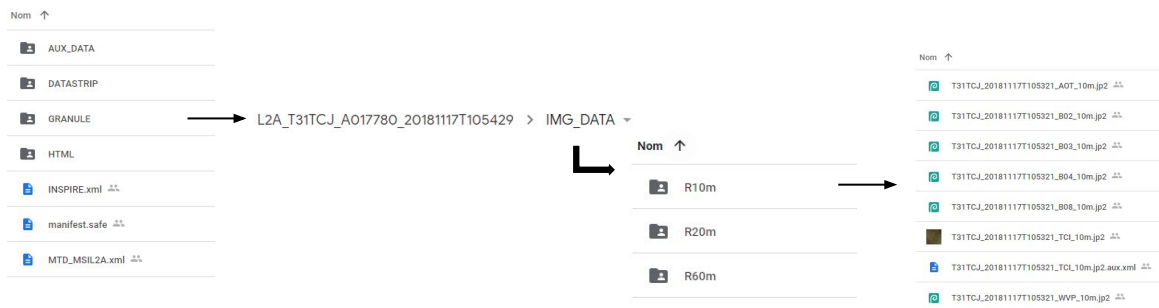 Nom ↑
AUX_DATA
DATASTRIP
GRANULE
HTML
INSPIRE.xml
manifest.safe
MTD_MSIL2A.xml
L2A_T31TCJ_A017780_20181117T105429 > IMG_DATA
Nom ↑
R10m
R20m
R60m
Nom ↑
T31TCJ_20181117T105321_AOT_10m.jp2
T31TCJ_20181117T105321_B02_10m.jp2
T31TCJ_20181117T105321_B03_10m.jp2
T31TCJ_20181117T105321_B04_10m.jp2
T31TCJ_20181117T105321_B08_10m.jp2
T31TCJ_20181117T105321_TCI_10m.jp2
T31TCJ_20181117T105321_TCI_10m.jp2.aux.xml
T31TCJ_20181117T105321_WVP_10m.jp2